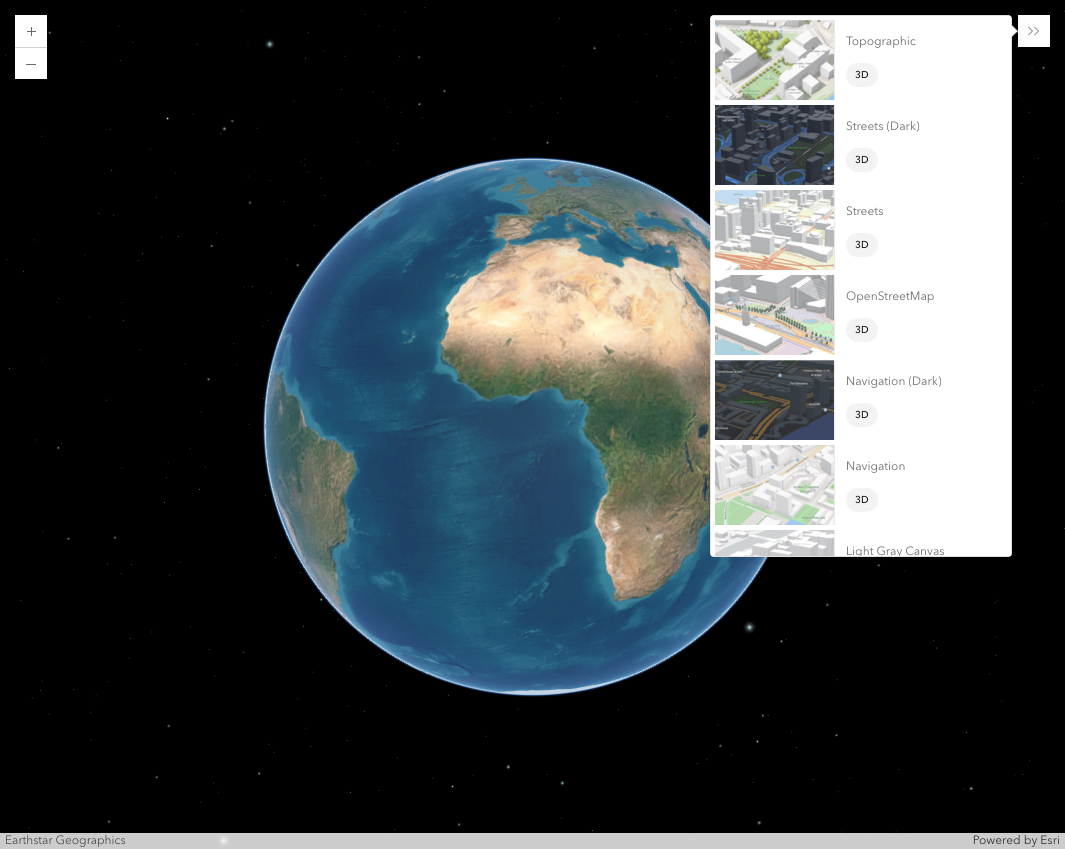 +
−
Topographic
3D
Streets (Dark)
3D
Streets
3D
OpenStreetMap
3D
Navigation (Dark)
3D
Navigation
3D
Light Gray Canvas
Earthstar Geographics
Powered by Esri